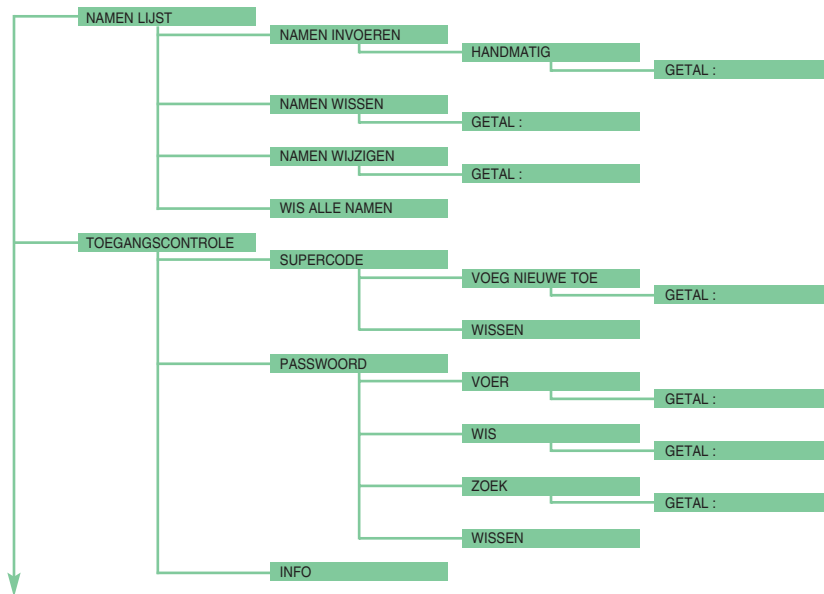 NAMEN LIJST
NAMEN INVOEREN
HANDMATIG
GETAL :
NAMEN WISSEN
GETAL :
NAMEN WIJZIGEN
GETAL :
WIS ALLE NAMEN
TOEGANGSCONTROLE
SUPERCODE
VOEG NIEUWE TOE
GETAL :
WISSEN
PASSWOORD
VOER
GETAL :
WIS
GETAL :
ZOEK
GETAL :
WISSEN
INFO